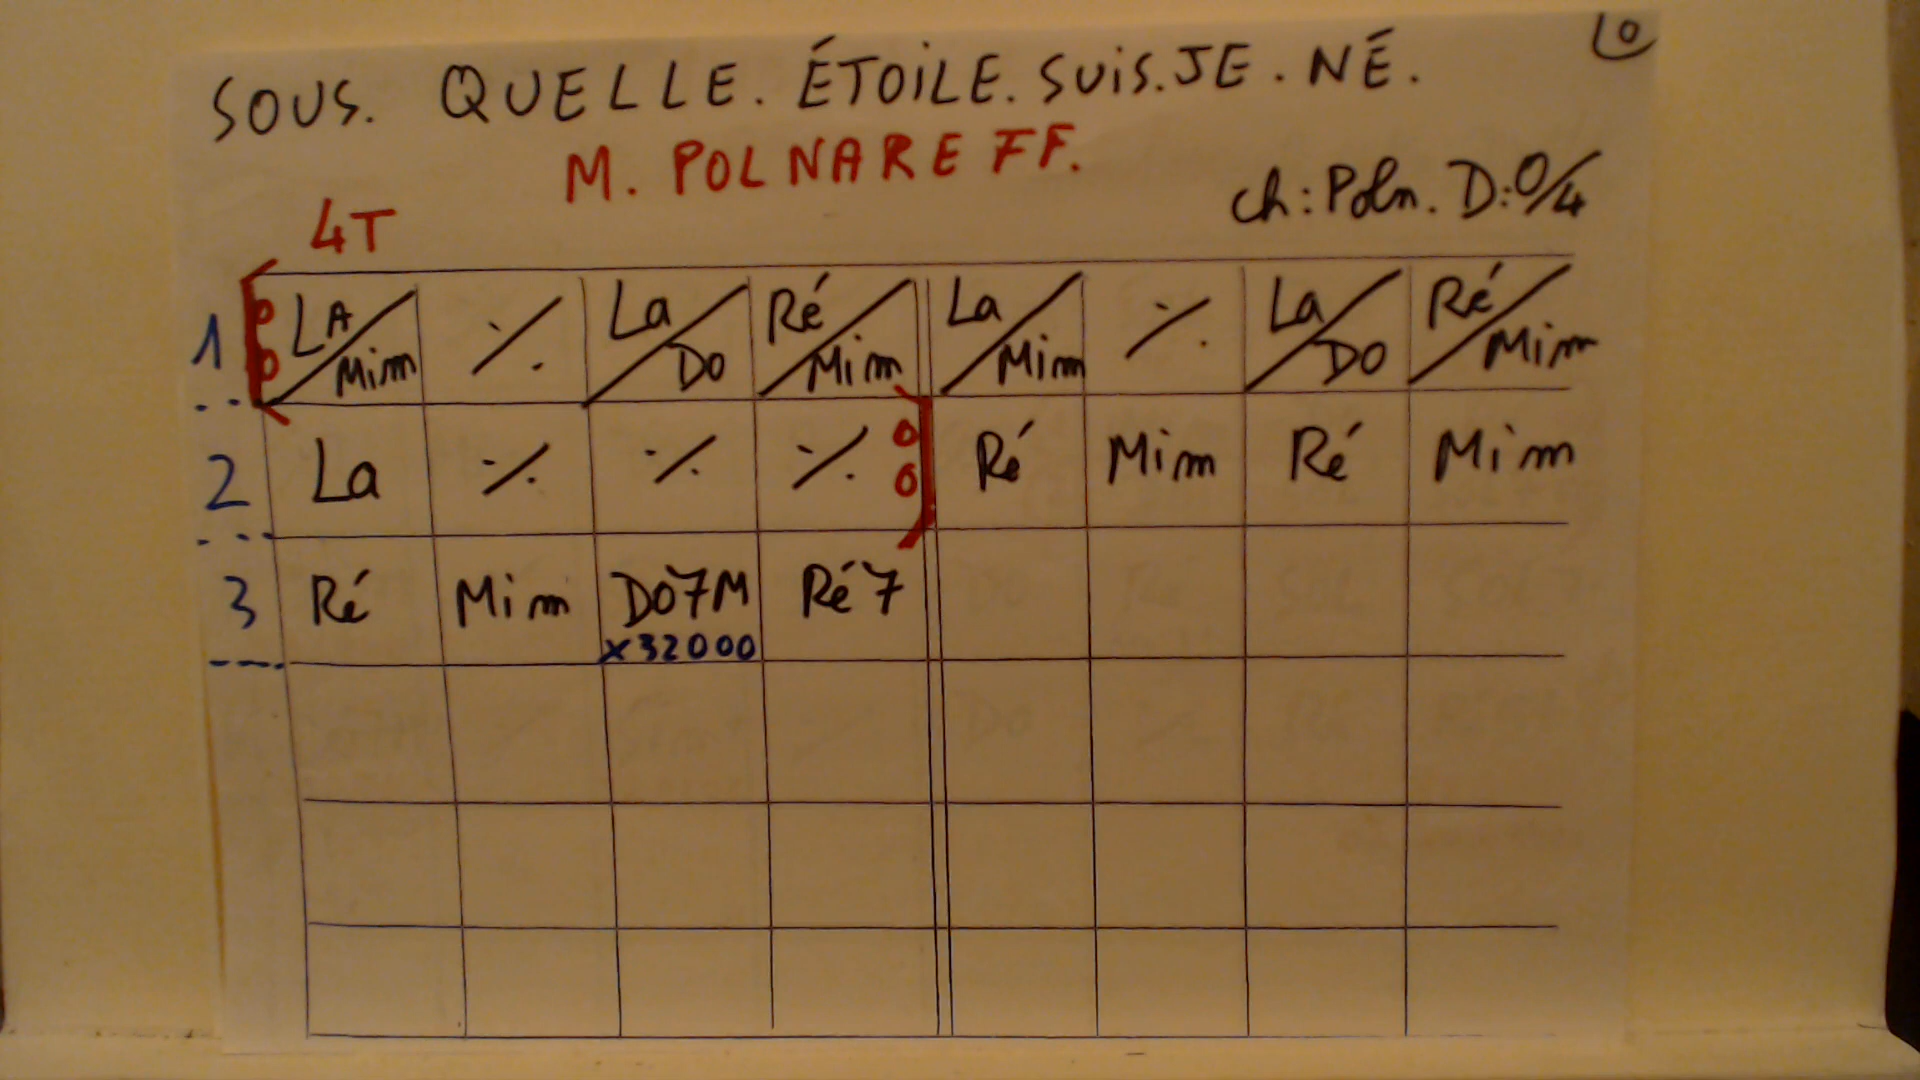 LO
SOUS. QUELLE. ÉTOILE. SUIS.JE. NÉ.
M. POLNAREFF.
4T
ch: Poln. D: 0/4
1 LA/Mim ٪ La/Do Ré/Mim La/Mim ٪ La/DO Ré/Mim
2 La ٪ ٪ ٪ Ré Mim Ré Mim
3 Ré Mim DO7M Ré7
x32000